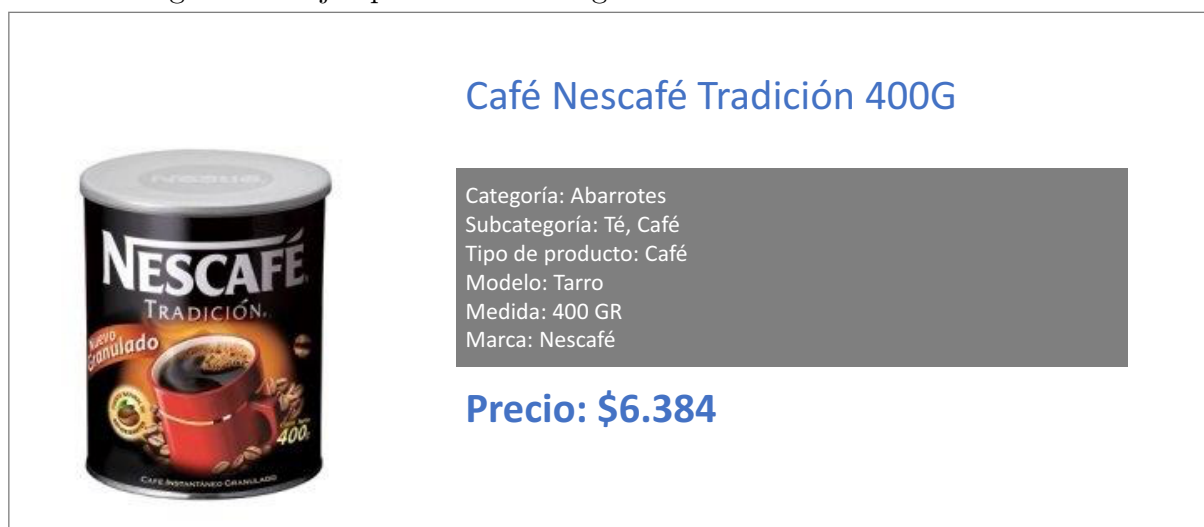 Café Nescafé Tradición 400G
Categoría: Abarrotes
Subcategoría: Té, Café
Tipo de producto: Café
Modelo: Tarro
Medida: 400 GR
Marca: Nescafé
Precio: $6.384
NESCAFÉ
TRADICIÓN
Nuevo
Granulado
400g
CAFÉ INSTANTÁNEO GRANULADO